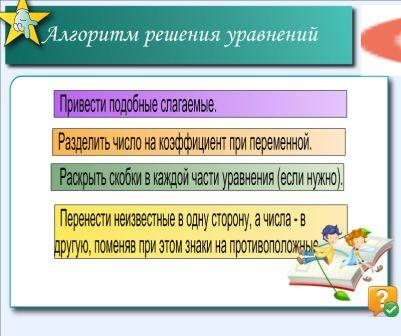 Алгоритм решения уравнений
Привести подобные слагаемые.
Разделить число на коэффициент при переменной.
Раскрыть скобки в каждой части уравнения (если нужно).
Перенести неизвестные в одну сторону, а числа - в
другую, поменяв при этом знаки на противоположные
?